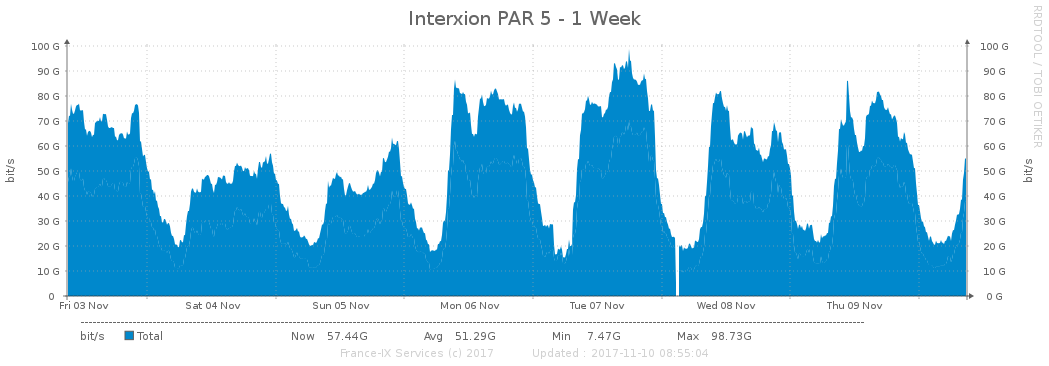 Interxion PAR 5 - 1 Week
RRDTOOL / TOBI OETIKER
bit/s
100 G
90 G
80 G
70 G
60 G
50 G
40 G
30 G
20 G
10 G
0
100 G
90 G
80 G
70 G
60 G
50 G
40 G
30 G
20 G
10 G
0 G
bit/s
Fri 03 Nov Sat 04 Nov Sun 05 Nov Mon 06 Nov Tue 07 Nov Wed 08 Nov Thu 09 Nov
bit/s Total Now 57.44G Avg 51.29G Min 7.47G Max 98.73G
France-IX Services (c) 2017 Updated : 2017-11-10 08:55:04